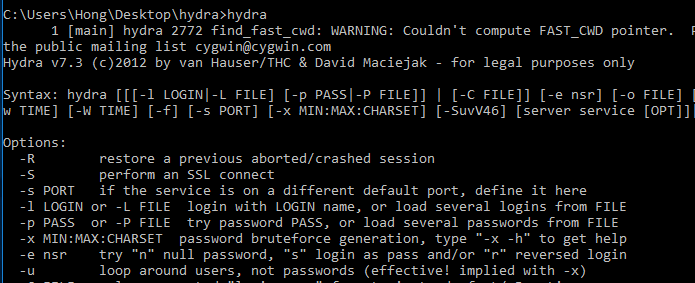 C:\Users\Hong\Desktop\hydra>hydra
1 [main] hydra 2772 find_fast_cwd: WARNING: Couldn't compute FAST_CWD pointer. P
the public mailing list cygwin@cygwin.com
Hydra v7.3 (c)2012 by van Hauser/THC & David Maciejak - for legal purposes only
Syntax: hydra [[[-l LOGIN|-L FILE] [-p PASS|-P FILE]] | [-C FILE]] [-e nsr] [-o FILE] [
w TIME] [-W TIME] [-f] [-s PORT] [-x MIN:MAX:CHARSET] [-SuvV46] [server service [OPT]]|
Options:
-R restore a previous aborted/crashed session
-S perform an SSL connect
-s PORT if the service is on a different default port, define it here
-l LOGIN or -L FILE login with LOGIN name, or load several logins from FILE
-p PASS or -P FILE try password PASS, or load several passwords from FILE
-x MIN:MAX:CHARSET password bruteforce generation, type "-x -h" to get help
-e nsr try "n" null password, "s" login as pass and/or "r" reversed login
-u loop around users, not passwords (effective! implied with -x)